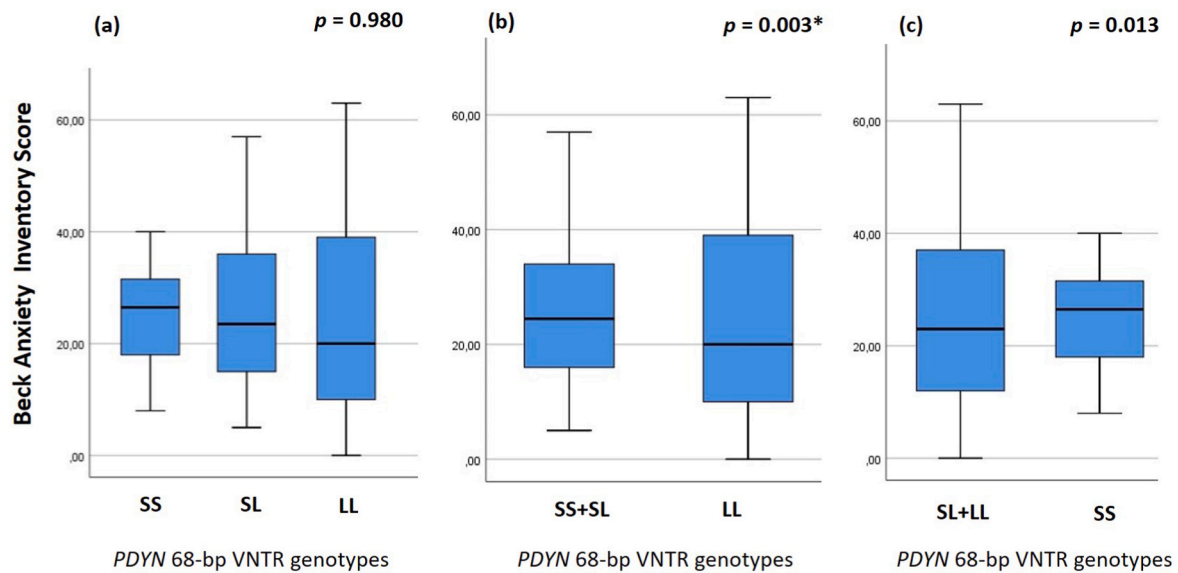 (a)
p = 0.980
Beck Anxiety Inventory Score
60,00
40,00
20,00
,00
SS SL LL
PDYN 68-bp VNTR genotypes
(b)
p = 0.003*
60,00
40,00
20,00
,00
SS+SL LL
PDYN 68-bp VNTR genotypes
(c)
p = 0.013
60,00
40,00
20,00
,00
SL+LL SS
PDYN 68-bp VNTR genotypes